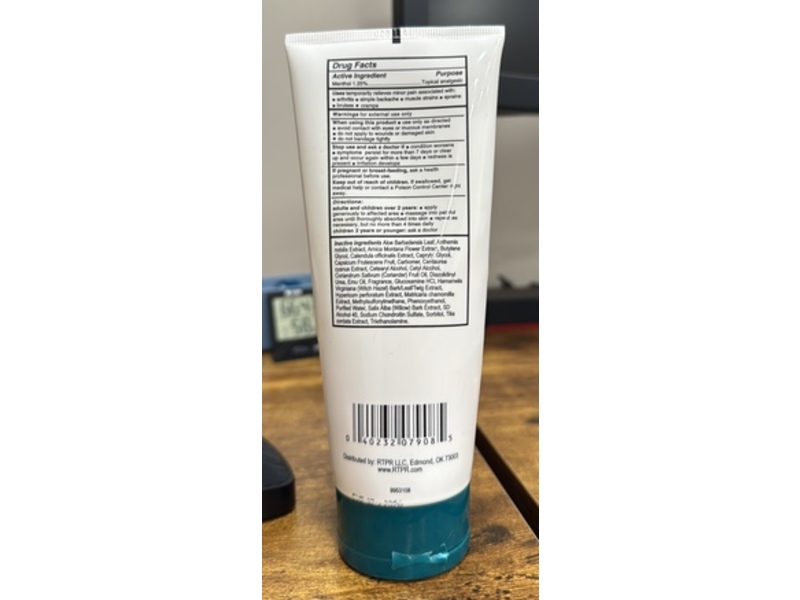 Drug Facts
Active Ingredient Purpose
Menthol 1.25% Topical analgesic
Uses temporarily relieves minor pain associated with:
• arthritis • simple backache • muscle strains • sprains
• bruises • cramps
Warnings for external use only
When using this product • use only as directed
• avoid contact with eyes or mucous membranes
• do not apply to wounds or damaged skin
• do not bandage tightly
Stop use and ask a doctor if • condition worsens
• symptoms persist for more than 7 days or clear
up and occur again within a few days • redness is
present • irritation develops
If pregnant or breast-feeding, ask a health
professional before use.
Keep out of reach of children. If swallowed, get
medical help or contact a Poison Control Center right
away.
Directions:
adults and children over 2 years: • apply
generously to affected area • massage into painful
area until thoroughly absorbed into skin • repeat as
necessary, but no more than 4 times daily
children 2 years or younger: ask a doctor
Inactive Ingredients Aloe Barbadensis Leaf, Anthemis
nobilis Extract, Arnica Montana Flower Extract, Butylene
Glycol, Calendula officinalis Extract, Caprylyl Glycol,
Capsicum Frutescens Fruit, Carbomer, Centaurea
cyanus Extract, Cetearyl Alcohol, Cetyl Alcohol,
Coriandrum Sativum (Coriander) Fruit Oil, Diazolidinyl
Urea, Emu Oil, Fragrance, Glucosamine HCl, Hamamelis
Virginiana (Witch Hazel) Bark/Leaf/Twig Extract,
Hypericum perforatum Extract, Matricaria chamomilla
Extract, Methylsulfonylmethane, Phenoxyethanol,
Purified Water, Salix Alba (Willow) Bark Extract, SD
Alcohol 40, Sodium Chondroitin Sulfate, Sorbitol, Tilia
cordata Extract, Triethanolamine.
0 40232 07908 5
Distributed by: RTPR LLC, Edmond, OK 73003
www.RTPR.com